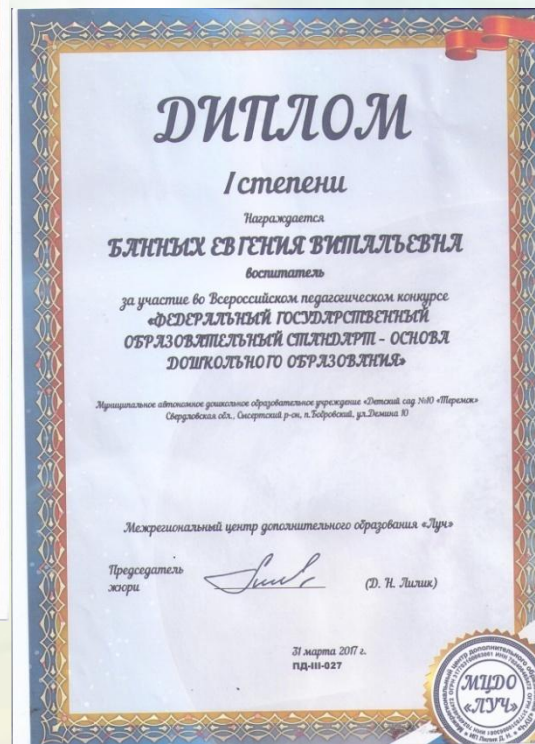 ДИПЛОМ
I степени
Награждается
БАННЫХ ЕВГЕНИЯ ВИТАЛЬЕВНА
воспитатель
за участие во Всероссийском педагогическом конкурсе
«ФЕДЕРАЛЬНЫЙ ГОСУДАРСТВЕННЫЙ
ОБРАЗОВАТЕЛЬНЫЙ СТАНДАРТ – ОСНОВА
ДОШКОЛЬНОГО ОБРАЗОВАНИЯ»
Муниципальное автономное дошкольное образовательное учреждение «Детский сад №10 «Теремок»
Свердловская обл., Сысертский р-он, п.Бобровский, ул.Демина 10
Межрегиональный центр дополнительного образования «Луч»
Председатель
жюри
(Д. Н. Лилик)
31 марта 2017 г.
ПД-III-027
МЦДО
«ЛУЧ»